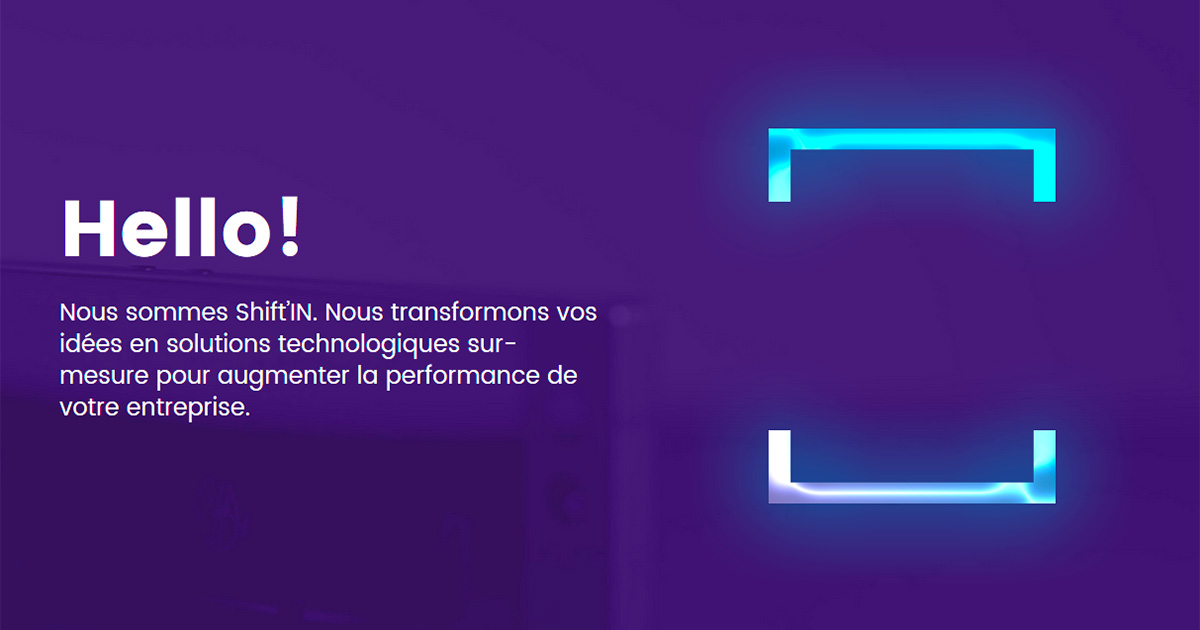 Hello!
Nous sommes Shift’IN. Nous transformons vos
idées en solutions technologiques sur-
mesure pour augmenter la performance de
votre entreprise.